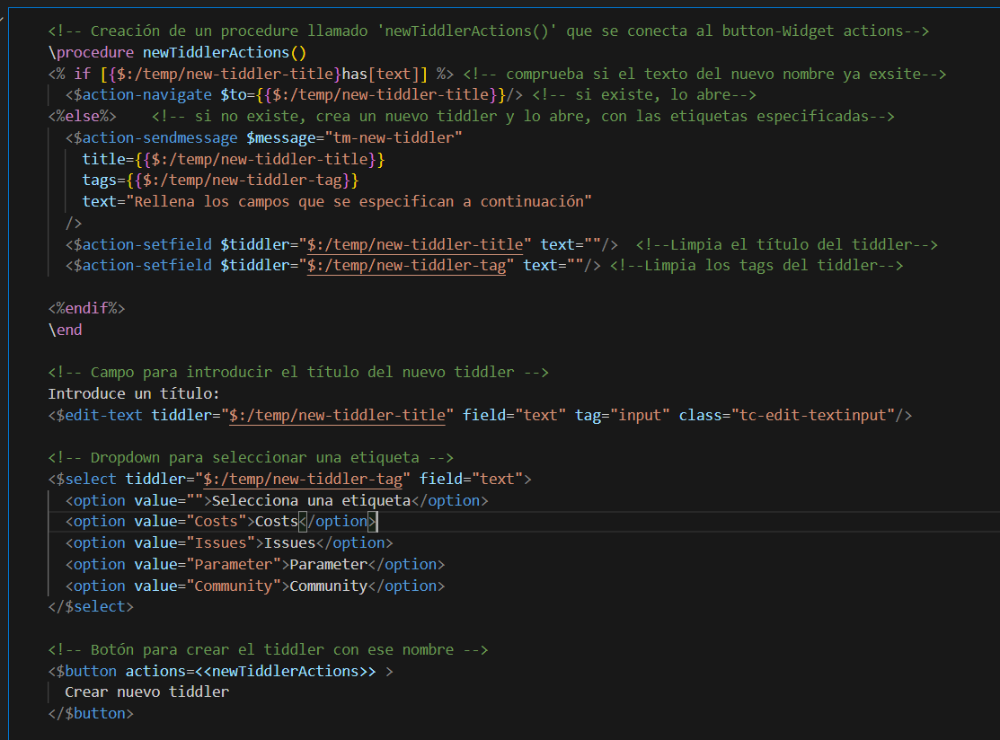 <!-- Creación de un procedure llamado 'newTiddlerActions()' que se conecta al button-Widget actions-->
\procedure newTiddlerActions()
<% if [{$:/temp/new-tiddler-title}has[text]] %> <!-- comprueba si el texto del nuevo nombre ya exsite-->
<$action-navigate $to={{$:/temp/new-tiddler-title}}/> <!-- si existe, lo abre-->
<%else%> <!-- si no existe, crea un nuevo tiddler y lo abre, con las etiquetas especificadas-->
<$action-sendmessage $message="tm-new-tiddler"
title={{$:/temp/new-tiddler-title}}
tags={{$:/temp/new-tiddler-tag}}
text="Rellena los campos que se especifican a continuación"
/>
<$action-setfield $tiddler="$:/temp/new-tiddler-title" text=""/> <!--Limpia el título del tiddler-->
<$action-setfield $tiddler="$:/temp/new-tiddler-tag" text=""/> <!--Limpia los tags del tiddler-->
<%endif%>
\end
<!-- Campo para introducir el título del nuevo tiddler -->
Introduce un título:
<$edit-text tiddler="$:/temp/new-tiddler-title" field="text" tag="input" class="tc-edit-textinput"/>
<!-- Dropdown para seleccionar una etiqueta -->
<$select tiddler="$:/temp/new-tiddler-tag" field="text">
<option value="">Selecciona una etiqueta</option>
<option value="Costs">Costs</option>
<option value="Issues">Issues</option>
<option value="Parameter">Parameter</option>
<option value="Community">Community</option>
</$select>
<!-- Botón para crear el tiddler con ese nombre -->
<$button actions=<<newTiddlerActions>> >
Crear nuevo tiddler
</$button>